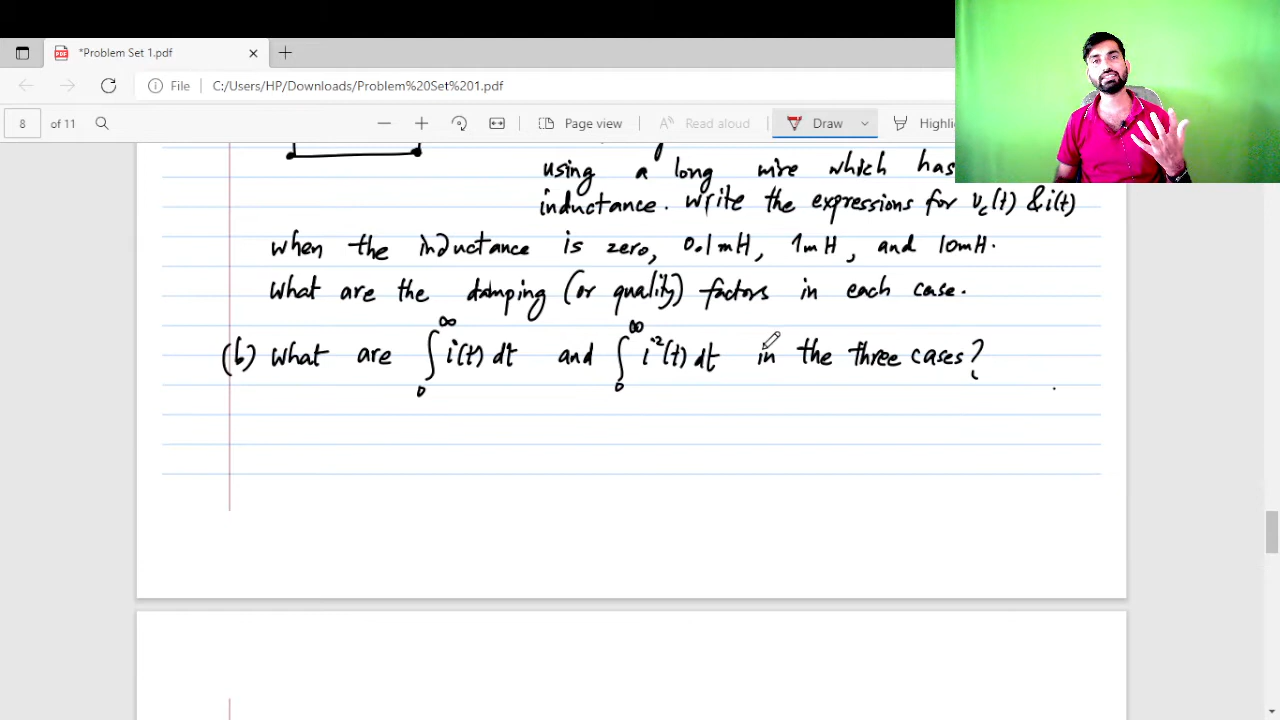 *Problem Set 1.pdf
File C:/Users/HP/Downloads/Problem%20Set%201.pdf
8 of 11 Page view Read aloud Draw Highli
using a long wire which has
inductance. Write the expressions for v_c(t) & i(t)
when the inductance is zero, 0.1mH, 1mH, and 10mH.
What are the damping (or quality) factors in each case.
(b) What are ∫₀^∞ i(t) dt and ∫₀^∞ i²(t) dt in the three cases?